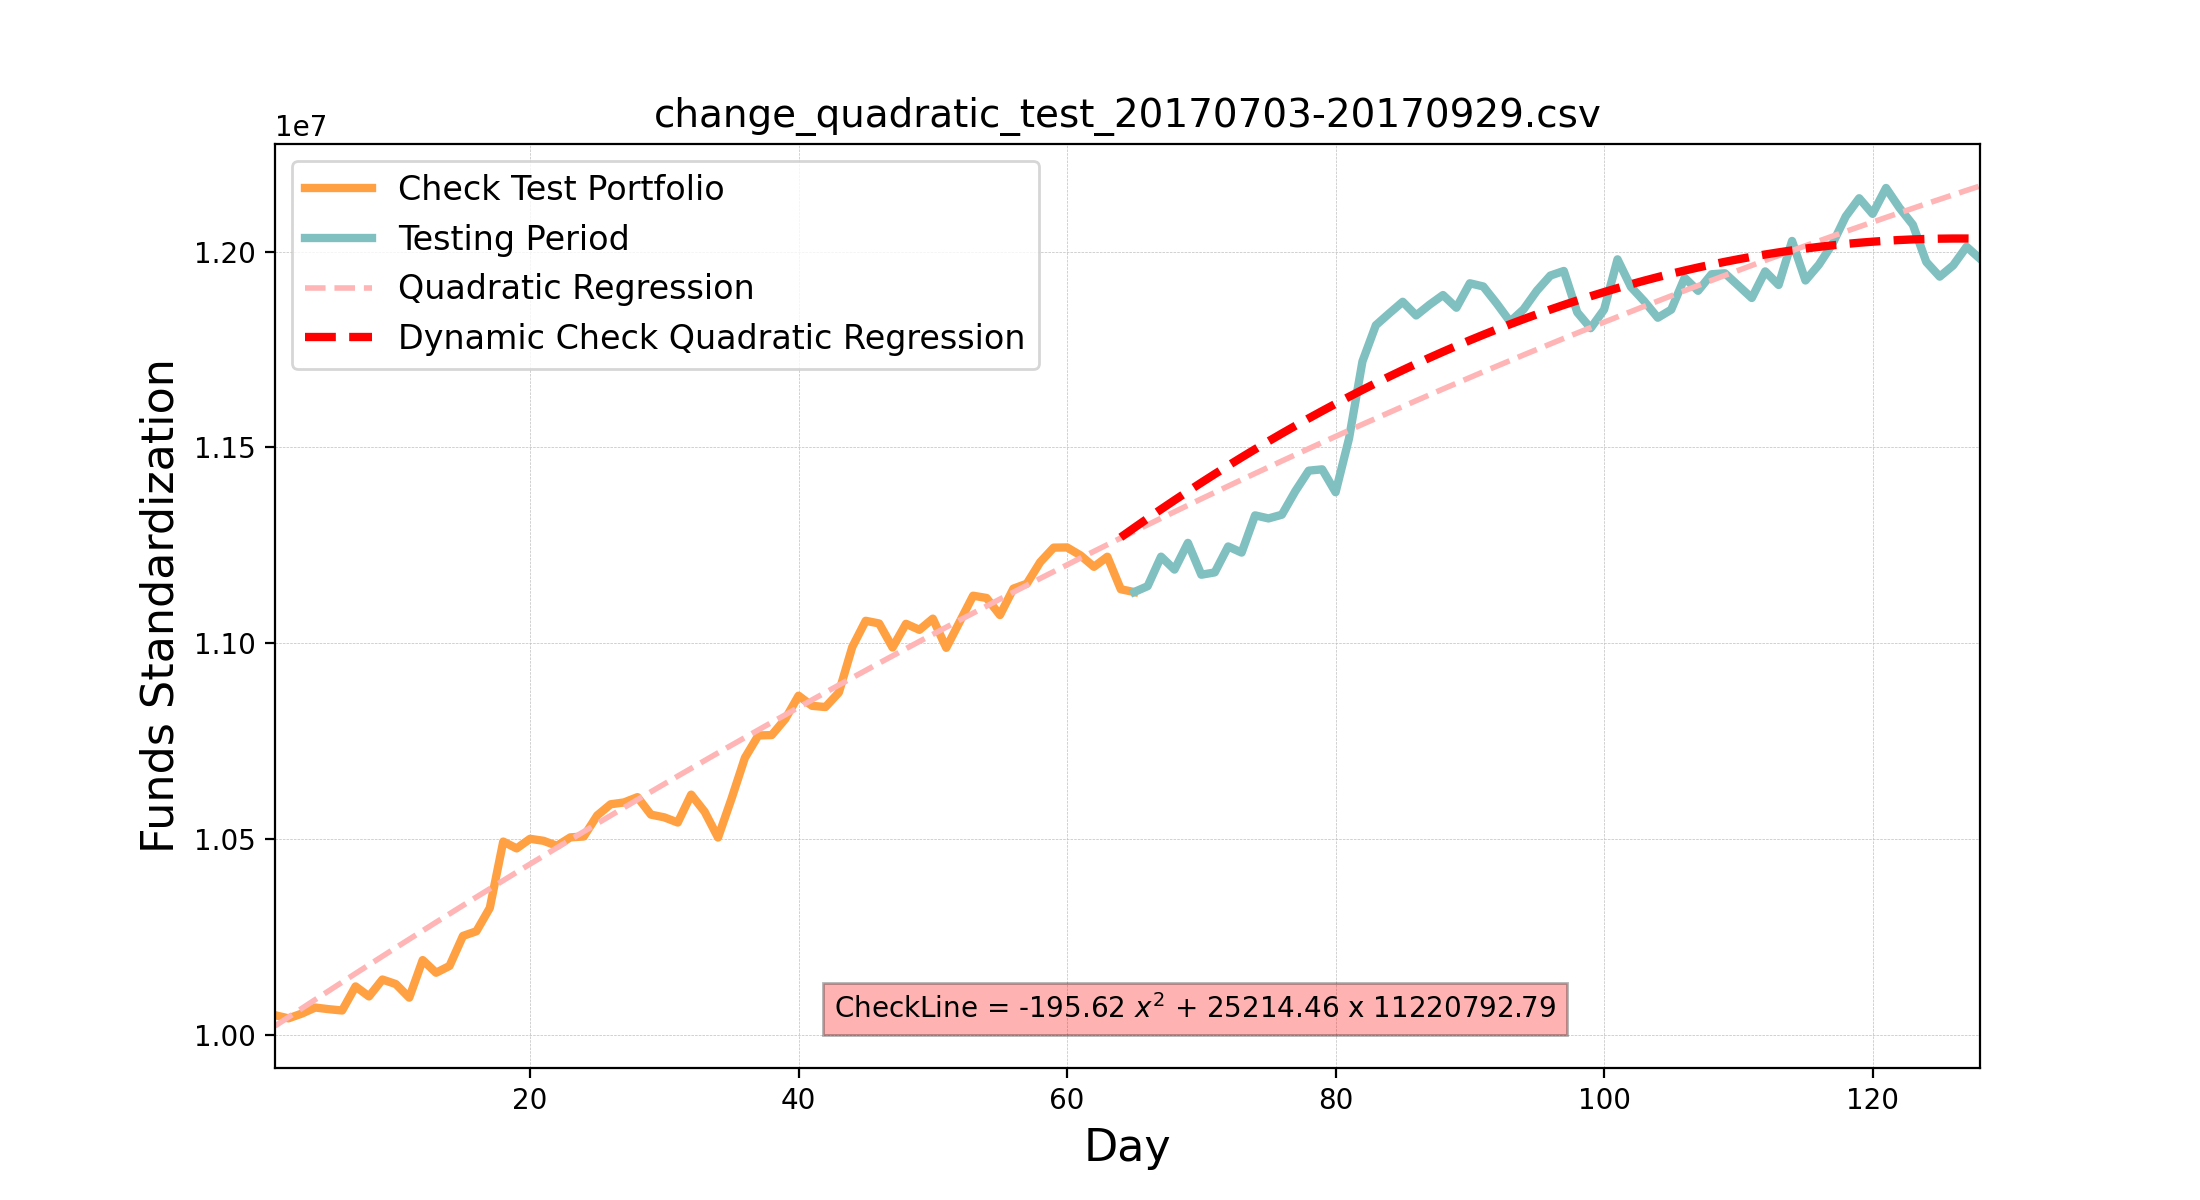 change_quadratic_test_20170703-20170929.csv
1e7
Check Test Portfolio
Testing Period
Quadratic Regression
Dynamic Check Quadratic Regression
1.20
1.15
1.10
1.05
1.00
Funds Standardization
CheckLine = -195.62 x² + 25214.46 x 11220792.79
20 40 60 80 100 120
Day